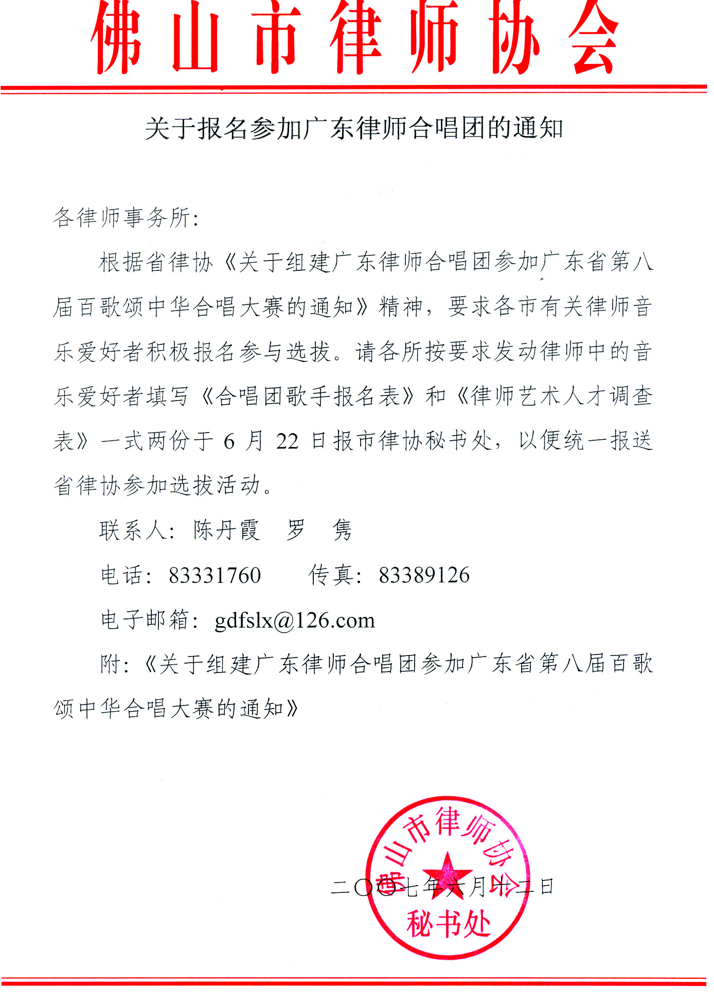 佛山市律师协会
关于报名参加广东律师合唱团的通知
各律师事务所：
根据省律协《关于组建广东律师合唱团参加广东省第八
届百歌颂中华合唱大赛的通知》精神，要求各市有关律师音
乐爱好者积极报名参与选拔。请各所按要求发动律师中的音
乐爱好者填写《合唱团歌手报名表》和《律师艺术人才调查
表》一式两份于 6 月 22 日报市律协秘书处，以便统一报送
省律协参加选拔活动。
联系人：陈丹霞　罗　隽
电话：83331760　　传真：83389126
电子邮箱：gdfslx@126.com
附：《关于组建广东律师合唱团参加广东省第八届百歌
颂中华合唱大赛的通知》
佛山市律师协会
二〇〇七年六月十二日
秘书处